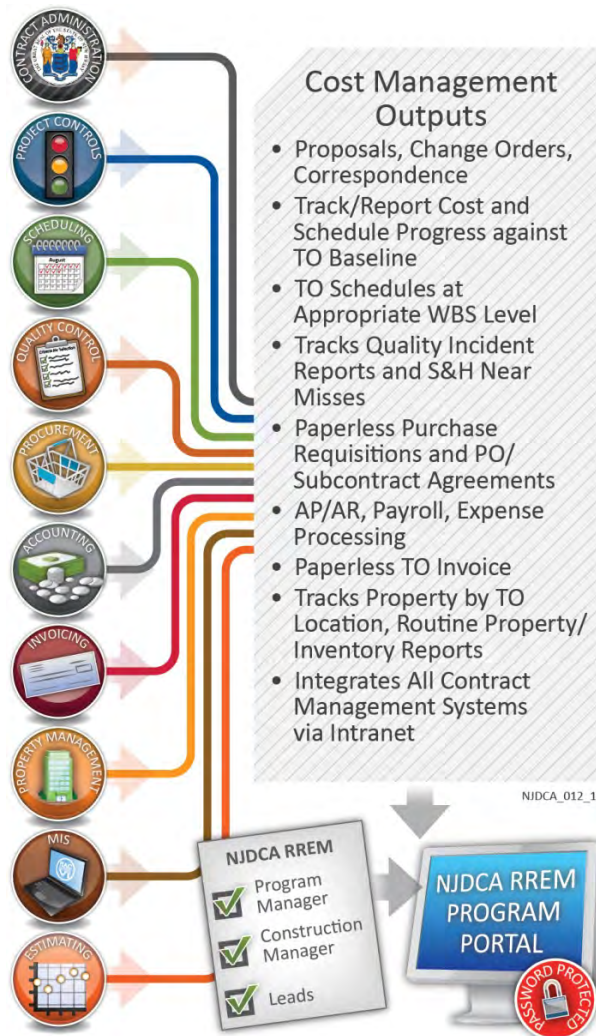 CONTRACT ADMINISTRATION
PROJECT CONTROLS
SCHEDULING
August
QUALITY CONTROL
PROCUREMENT
ACCOUNTING
INVOICING
PROPERTY MANAGEMENT
MIS
ESTIMATING
Cost Management
Outputs
• Proposals, Change Orders,
Correspondence
• Track/Report Cost and
Schedule Progress against
TO Baseline
• TO Schedules at
Appropriate WBS Level
• Tracks Quality Incident
Reports and S&H Near
Misses
• Paperless Purchase
Requisitions and PO/
Subcontract Agreements
• AP/AR, Payroll, Expense
Processing
• Paperless TO Invoice
• Tracks Property by TO
Location, Routine Property/
Inventory Reports
• Integrates All Contract
Management Systems
via Intranet
NJDCA_012_1
NJDCA RREM
Program
Manager
Construction
Manager
Leads
NJDCA RREM
PROGRAM
PORTAL
PASSWORD PROTECTED